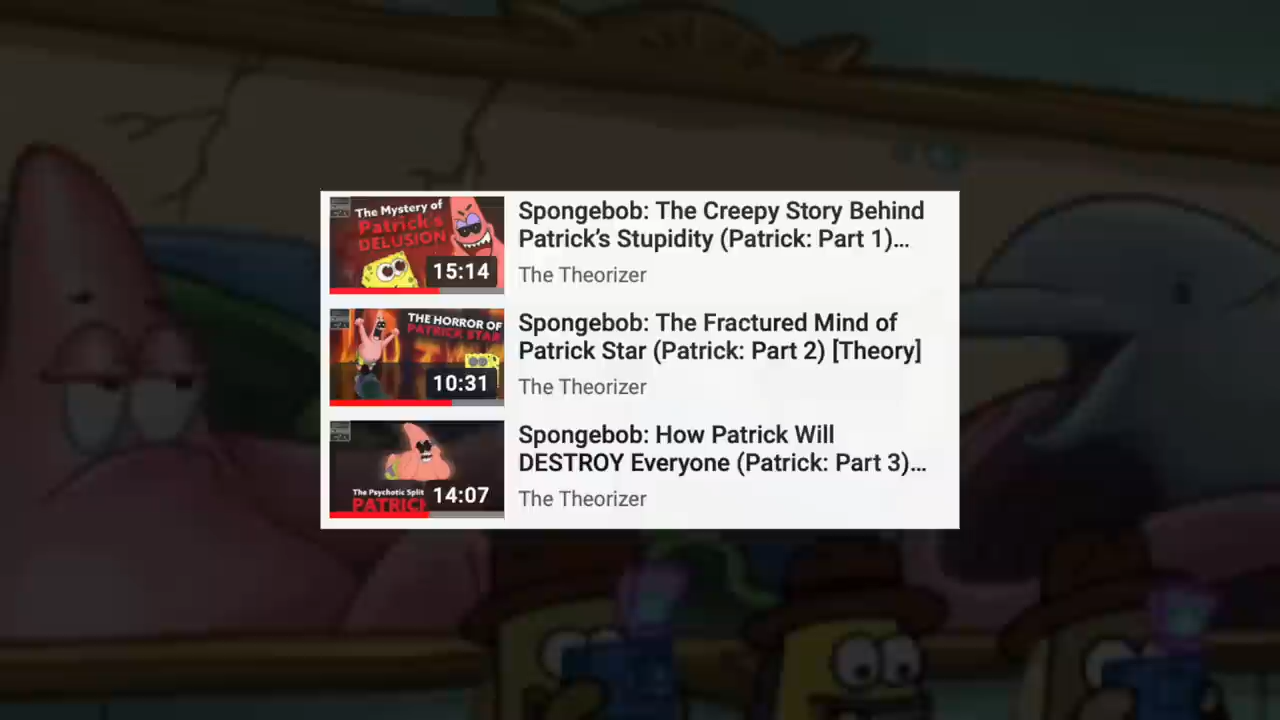 The Mystery of
Patrick's
DELUSION
15:14
Spongebob: The Creepy Story Behind
Patrick’s Stupidity (Patrick: Part 1)...
The Theorizer
THE HORROR OF
PATRICK STAR
10:31
Spongebob: The Fractured Mind of
Patrick Star (Patrick: Part 2) [Theory]
The Theorizer
The Psychotic Split
PATRICK
14:07
Spongebob: How Patrick Will
DESTROY Everyone (Patrick: Part 3)...
The Theorizer